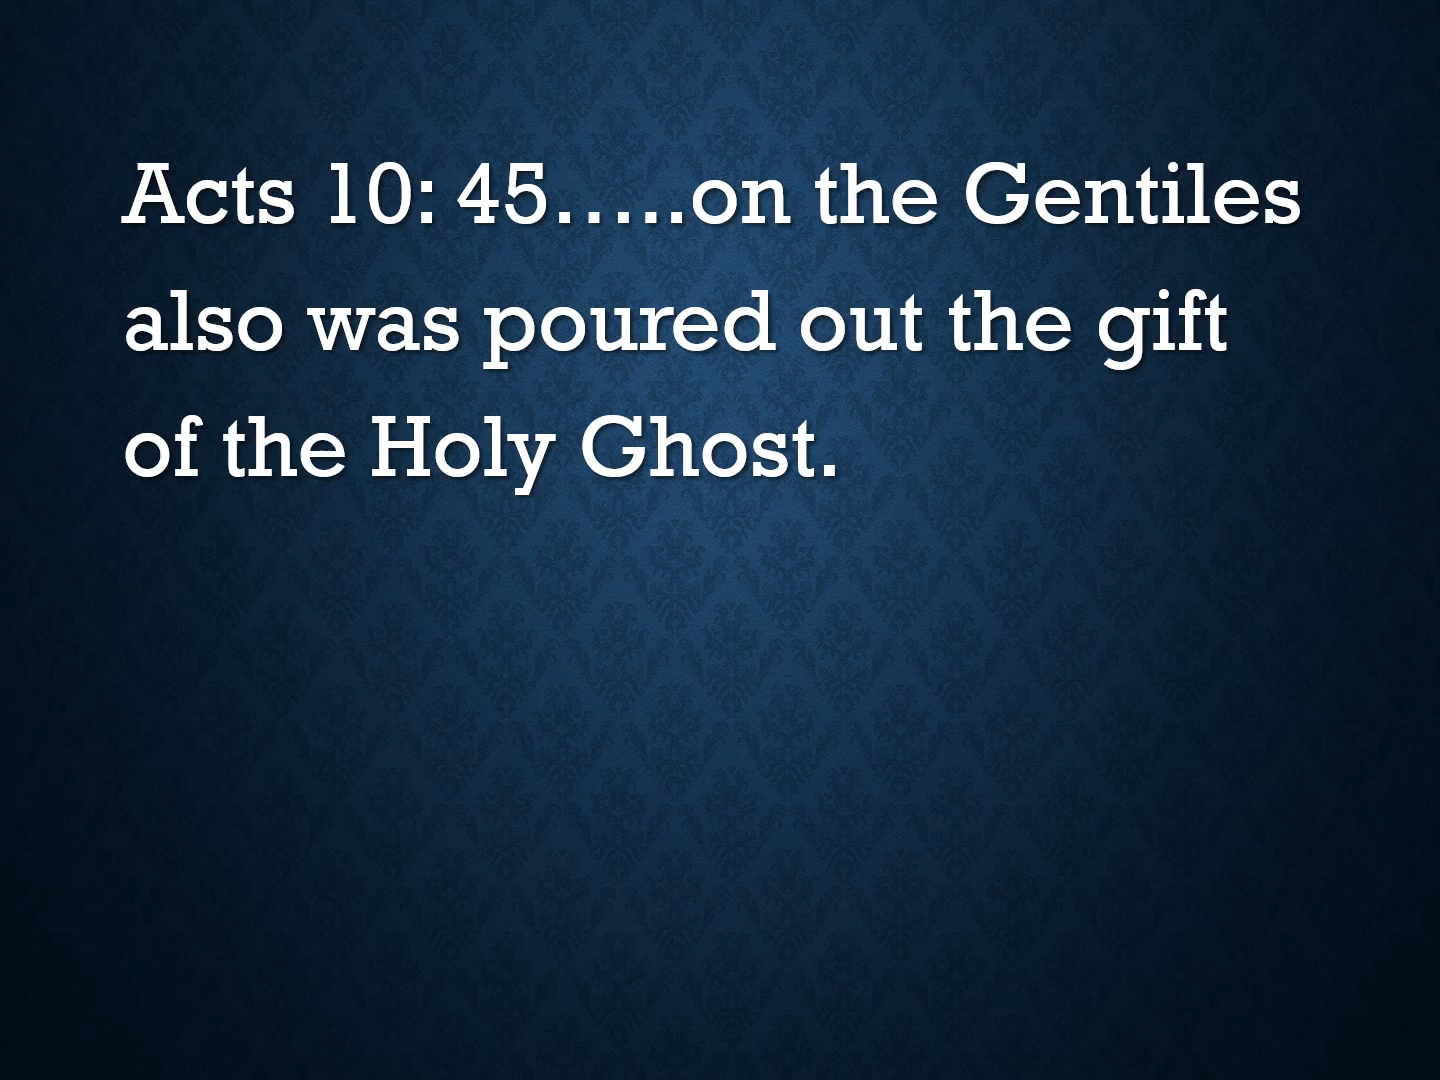 Acts 10: 45…..on the Gentiles
also was poured out the gift
of the Holy Ghost.